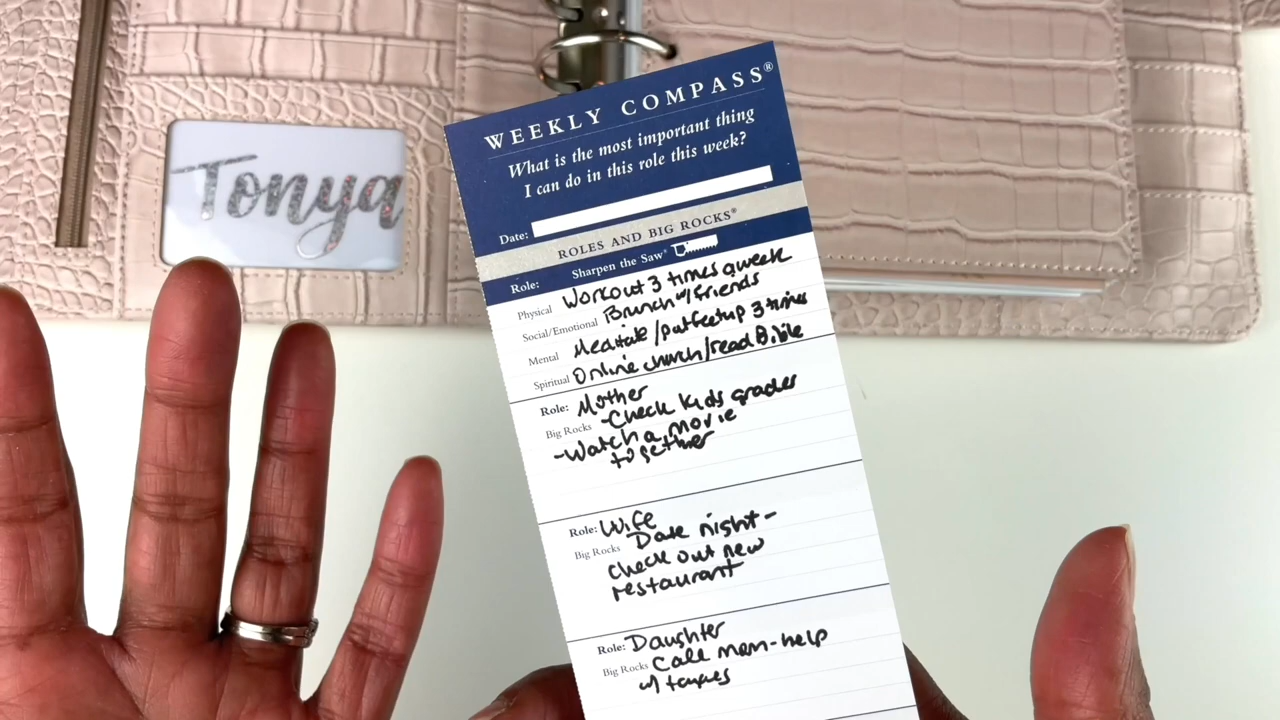 Tonya
WEEKLY COMPASS®
What is the most important thing
I can do in this role this week?
Date:
ROLES AND BIG ROCKS®
Role: Sharpen the Saw®
Physical Workout 3 times a week
Social/Emotional Brunch w/ friends
Mental Meditate/ 3 times
Spiritual Online church/read Bible
Role: Mother
Big Rocks -Check kids grades
-Watch a movie
together
Role: Wife
Big Rocks Date night-
check out new
restaurant
Role: Daughter
Big Rocks Call mom-help
w/ taxes